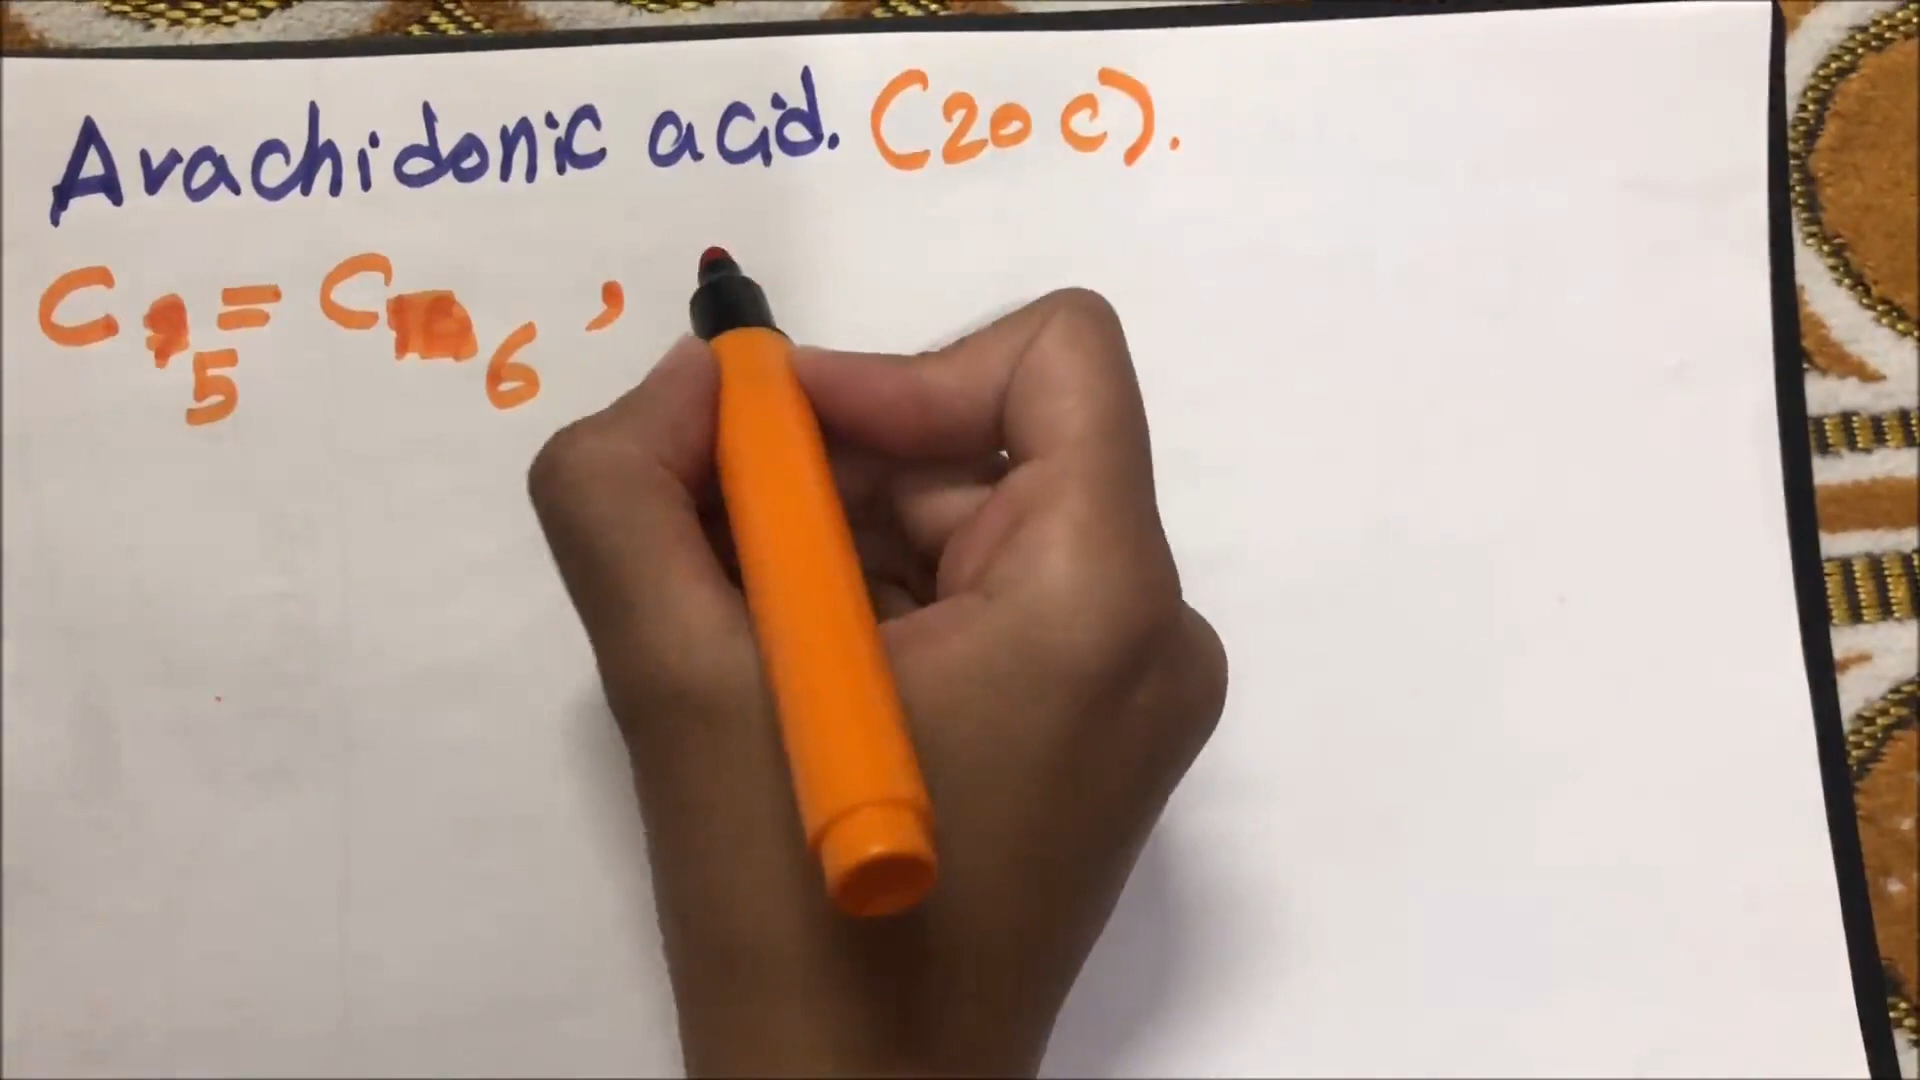 Arachidonic acid. (20 C).
C5 = C6 ,